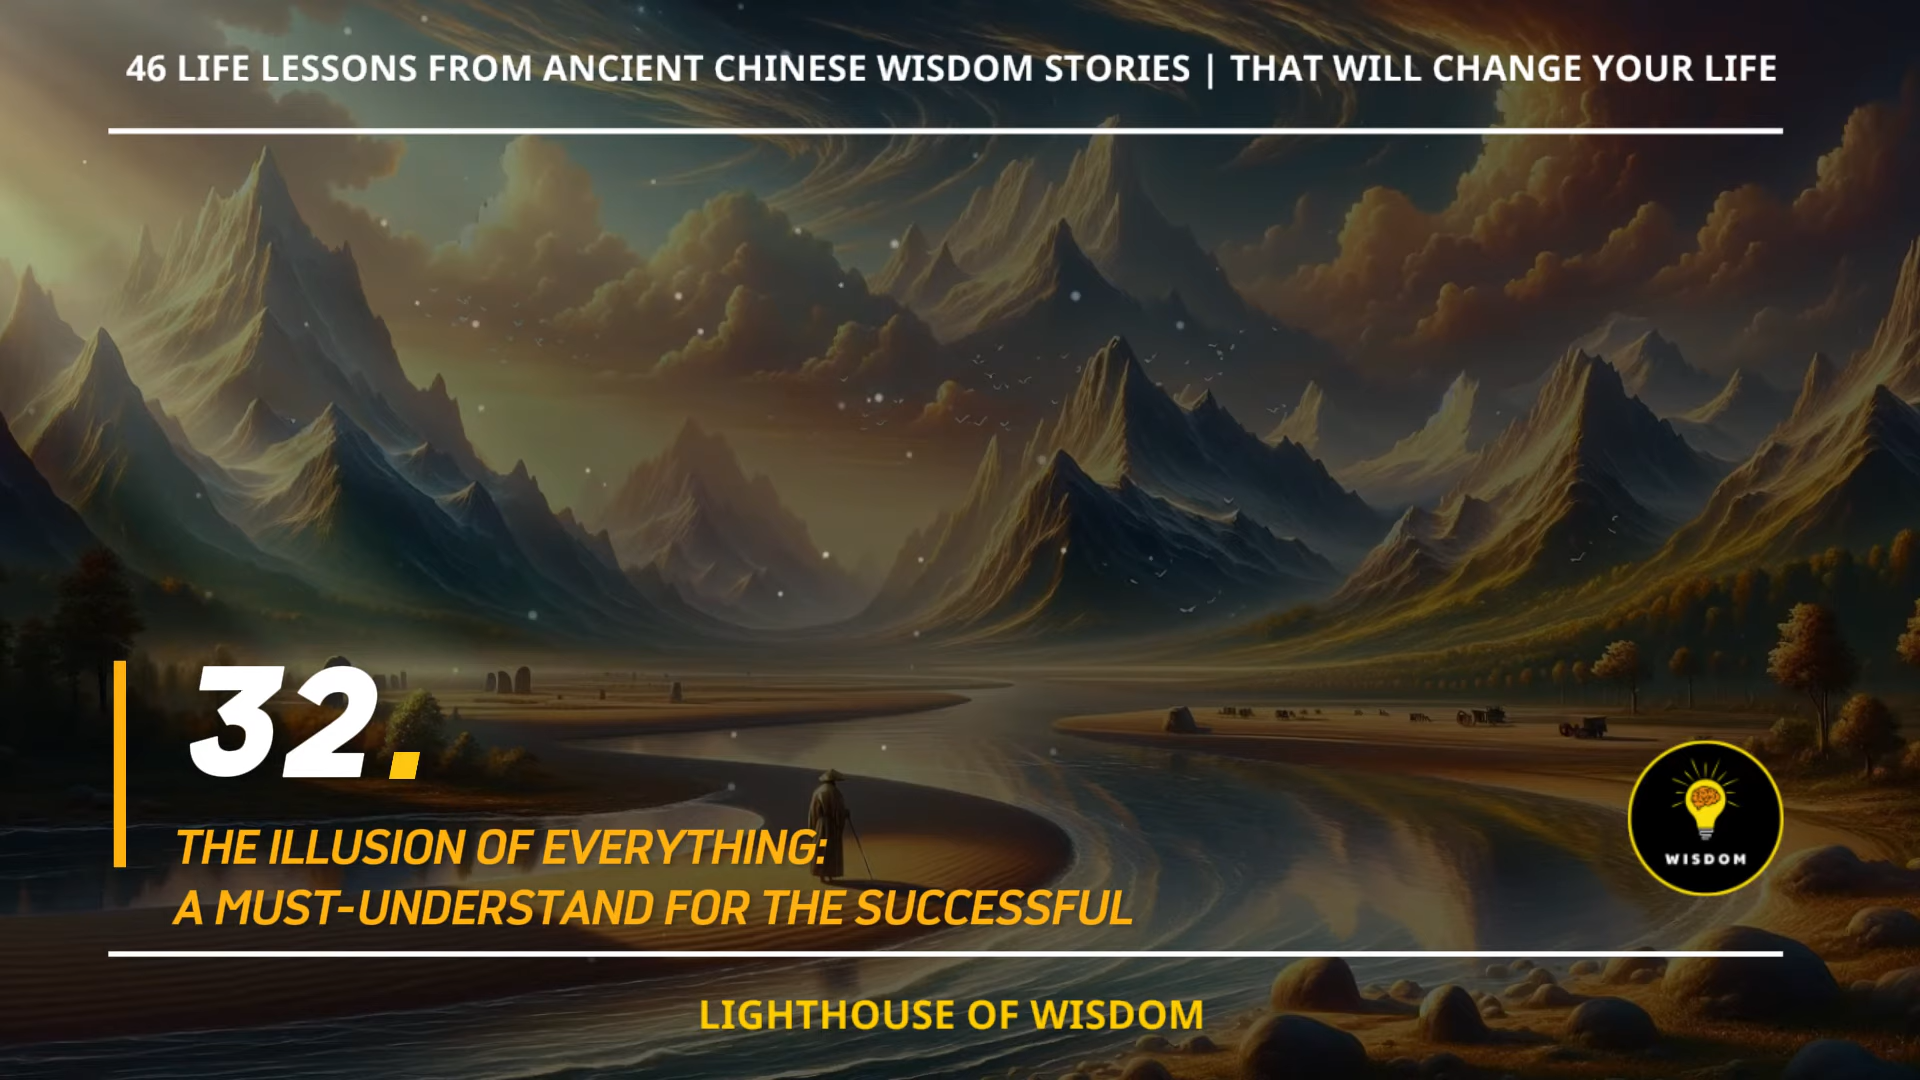 46 LIFE LESSONS FROM ANCIENT CHINESE WISDOM STORIES | THAT WILL CHANGE YOUR LIFE
32.
THE ILLUSION OF EVERYTHING:
A MUST-UNDERSTAND FOR THE SUCCESSFUL
WISDOM
LIGHTHOUSE OF WISDOM